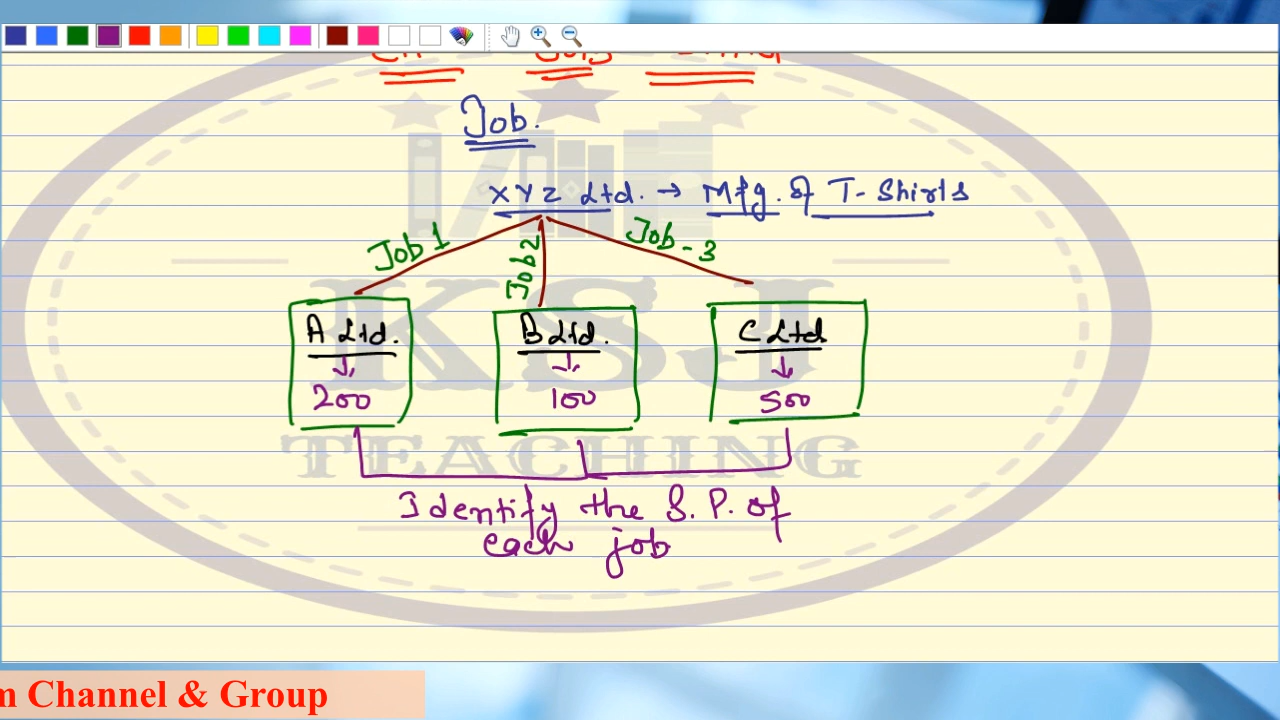 Job.
XYZ Ltd. → Mfg. of T-Shirts
Job 1 Job 2 Job-3
A Ltd. B Ltd. C Ltd
↓ ↓ ↓
200 100 500
KSJ
TEACHING
Identify the S.P. of
each job
m Channel & Group